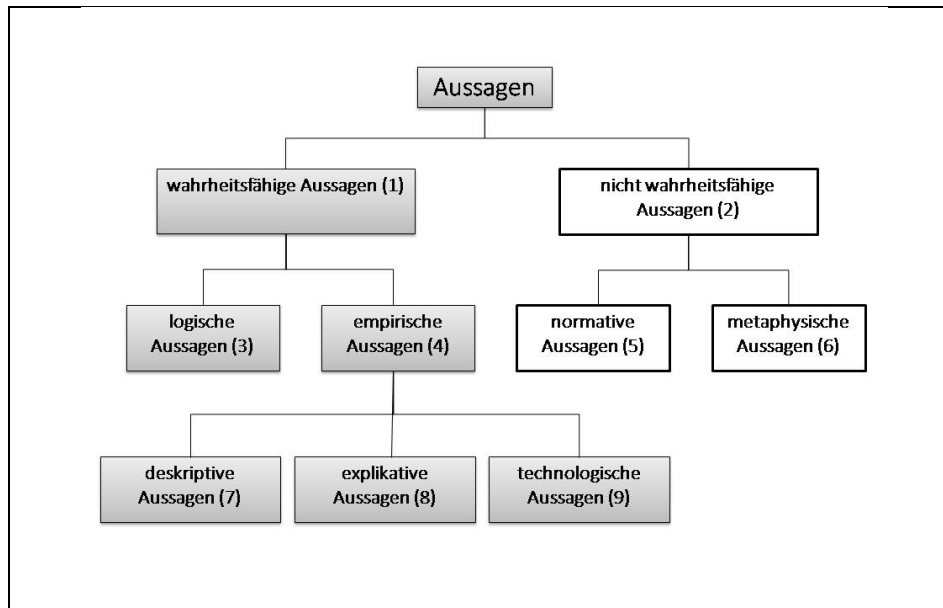 Aussagen
wahrheitsfähige Aussagen (1)
nicht wahrheitsfähige
Aussagen (2)
logische
Aussagen (3)
empirische
Aussagen (4)
normative
Aussagen (5)
metaphysische
Aussagen (6)
deskriptive
Aussagen (7)
explikative
Aussagen (8)
technologische
Aussagen (9)